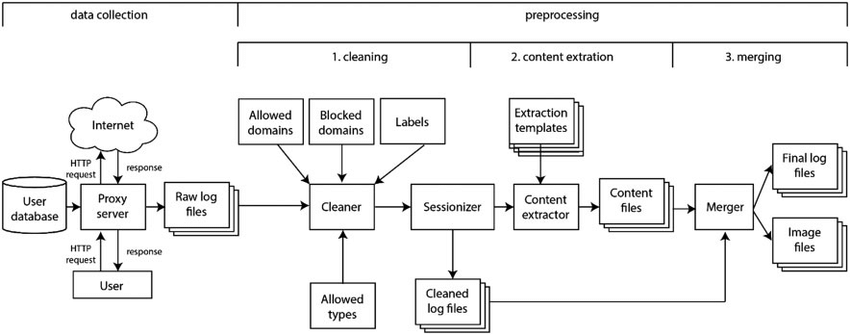 data collection
preprocessing
1. cleaning
2. content extration
3. merging
Internet
HTTP
request
response
User
database
Proxy
server
HTTP
request
response
User
Raw log
files
Allowed
domains
Blocked
domains
Labels
Cleaner
Allowed
types
Sessionizer
Cleaned
log files
Extraction
templates
Content
extractor
Content
files
Merger
Final log
files
Image
files